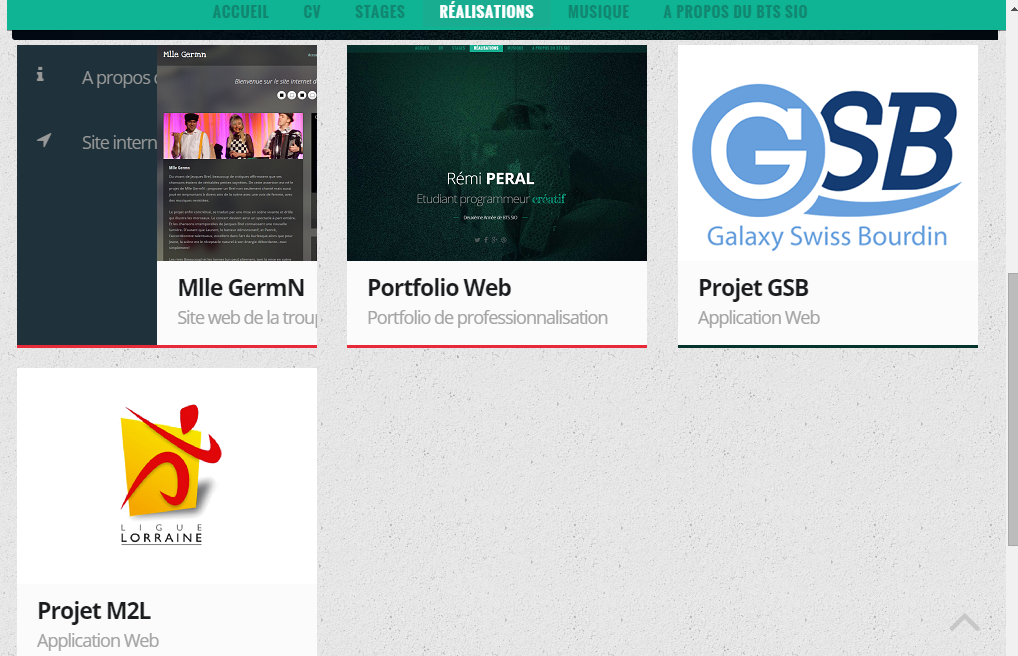 ACCUEIL CV STAGES RÉALISATIONS MUSIQUE A PROPOS DU BTS SIO
A propos
Site intern
Mlle Germn
Bienvenue sur le site internet d
Mlle Germn
Mlle GermN
Site web de la troup
ACCUEIL CV STAGES RÉALISATIONS MUSIQUE A PROPOS DU BTS SIO
Rémi PERAL
Etudiant programmeur créatif
Deuxième Année de BTS SIO
Portfolio Web
Portfolio de professionnalisation
GSB
Galaxy Swiss Bourdin
Projet GSB
Application Web
LIGUE
LORRAINE
Projet M2L
Application Web